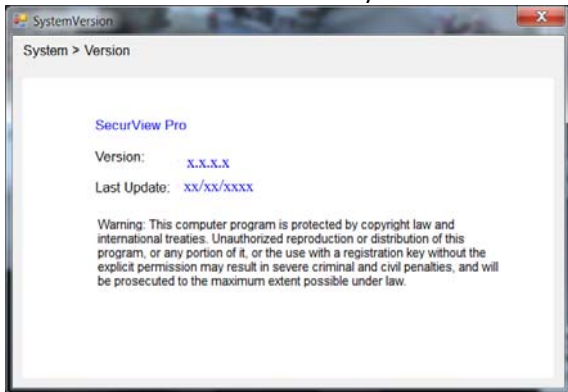 SystemVersion
System > Version
SecurView Pro
Version: x.x.x.x
Last Update: xx/xx/xxxx
Warning: This computer program is protected by copyright law and
international treaties. Unauthorized reproduction or distribution of this
program, or any portion of it, or the use with a registration key without the
explicit permission may result in severe criminal and civil penalties, and will
be prosecuted to the maximum extent possible under law.